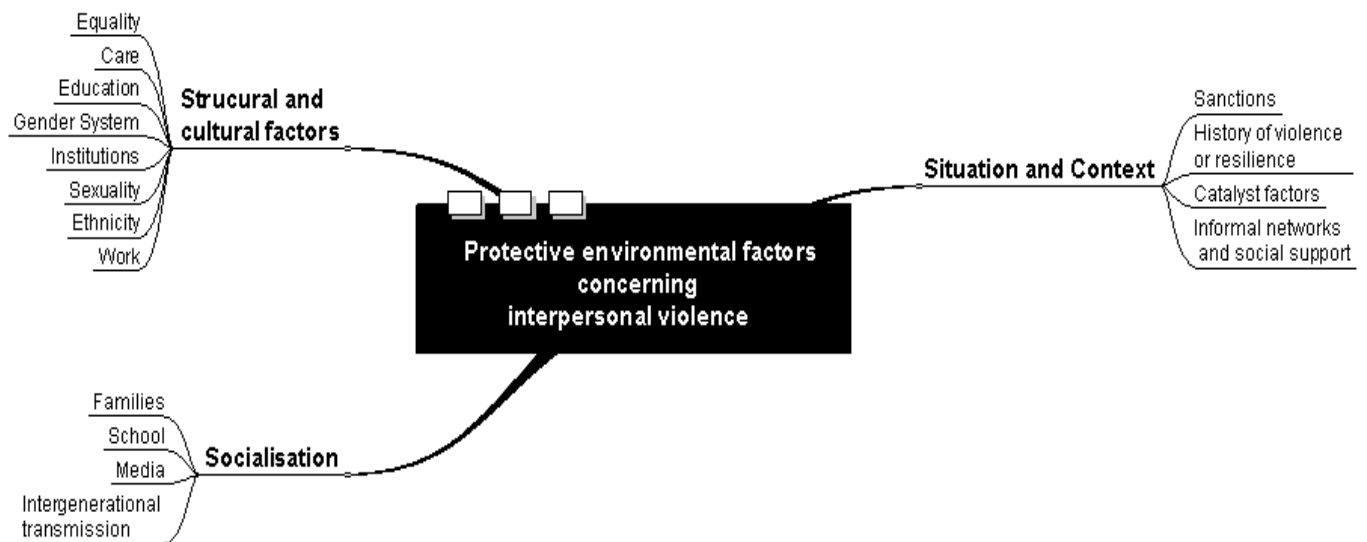 Equality
Care
Education
Gender System
Institutions
Sexuality
Ethnicity
Work
Strucural and
cultural factors
Protective environmental factors
concerning
interpersonal violence
Situation and Context
Sanctions
History of violence
or resilience
Catalyst factors
Informal networks
and social support
Families
School
Media
Intergenerational
transmission
Socialisation